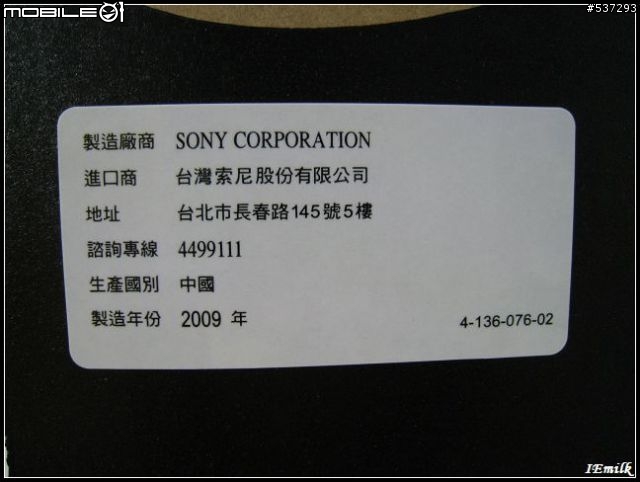 MOBILE01
#537293
製造廠商 SONY CORPORATION
進口商 台灣索尼股份有限公司
地址 台北市長春路145號5樓
諮詢專線 4499111
生產國別 中國
製造年份 2009 年
4-136-076-02
IEmilk